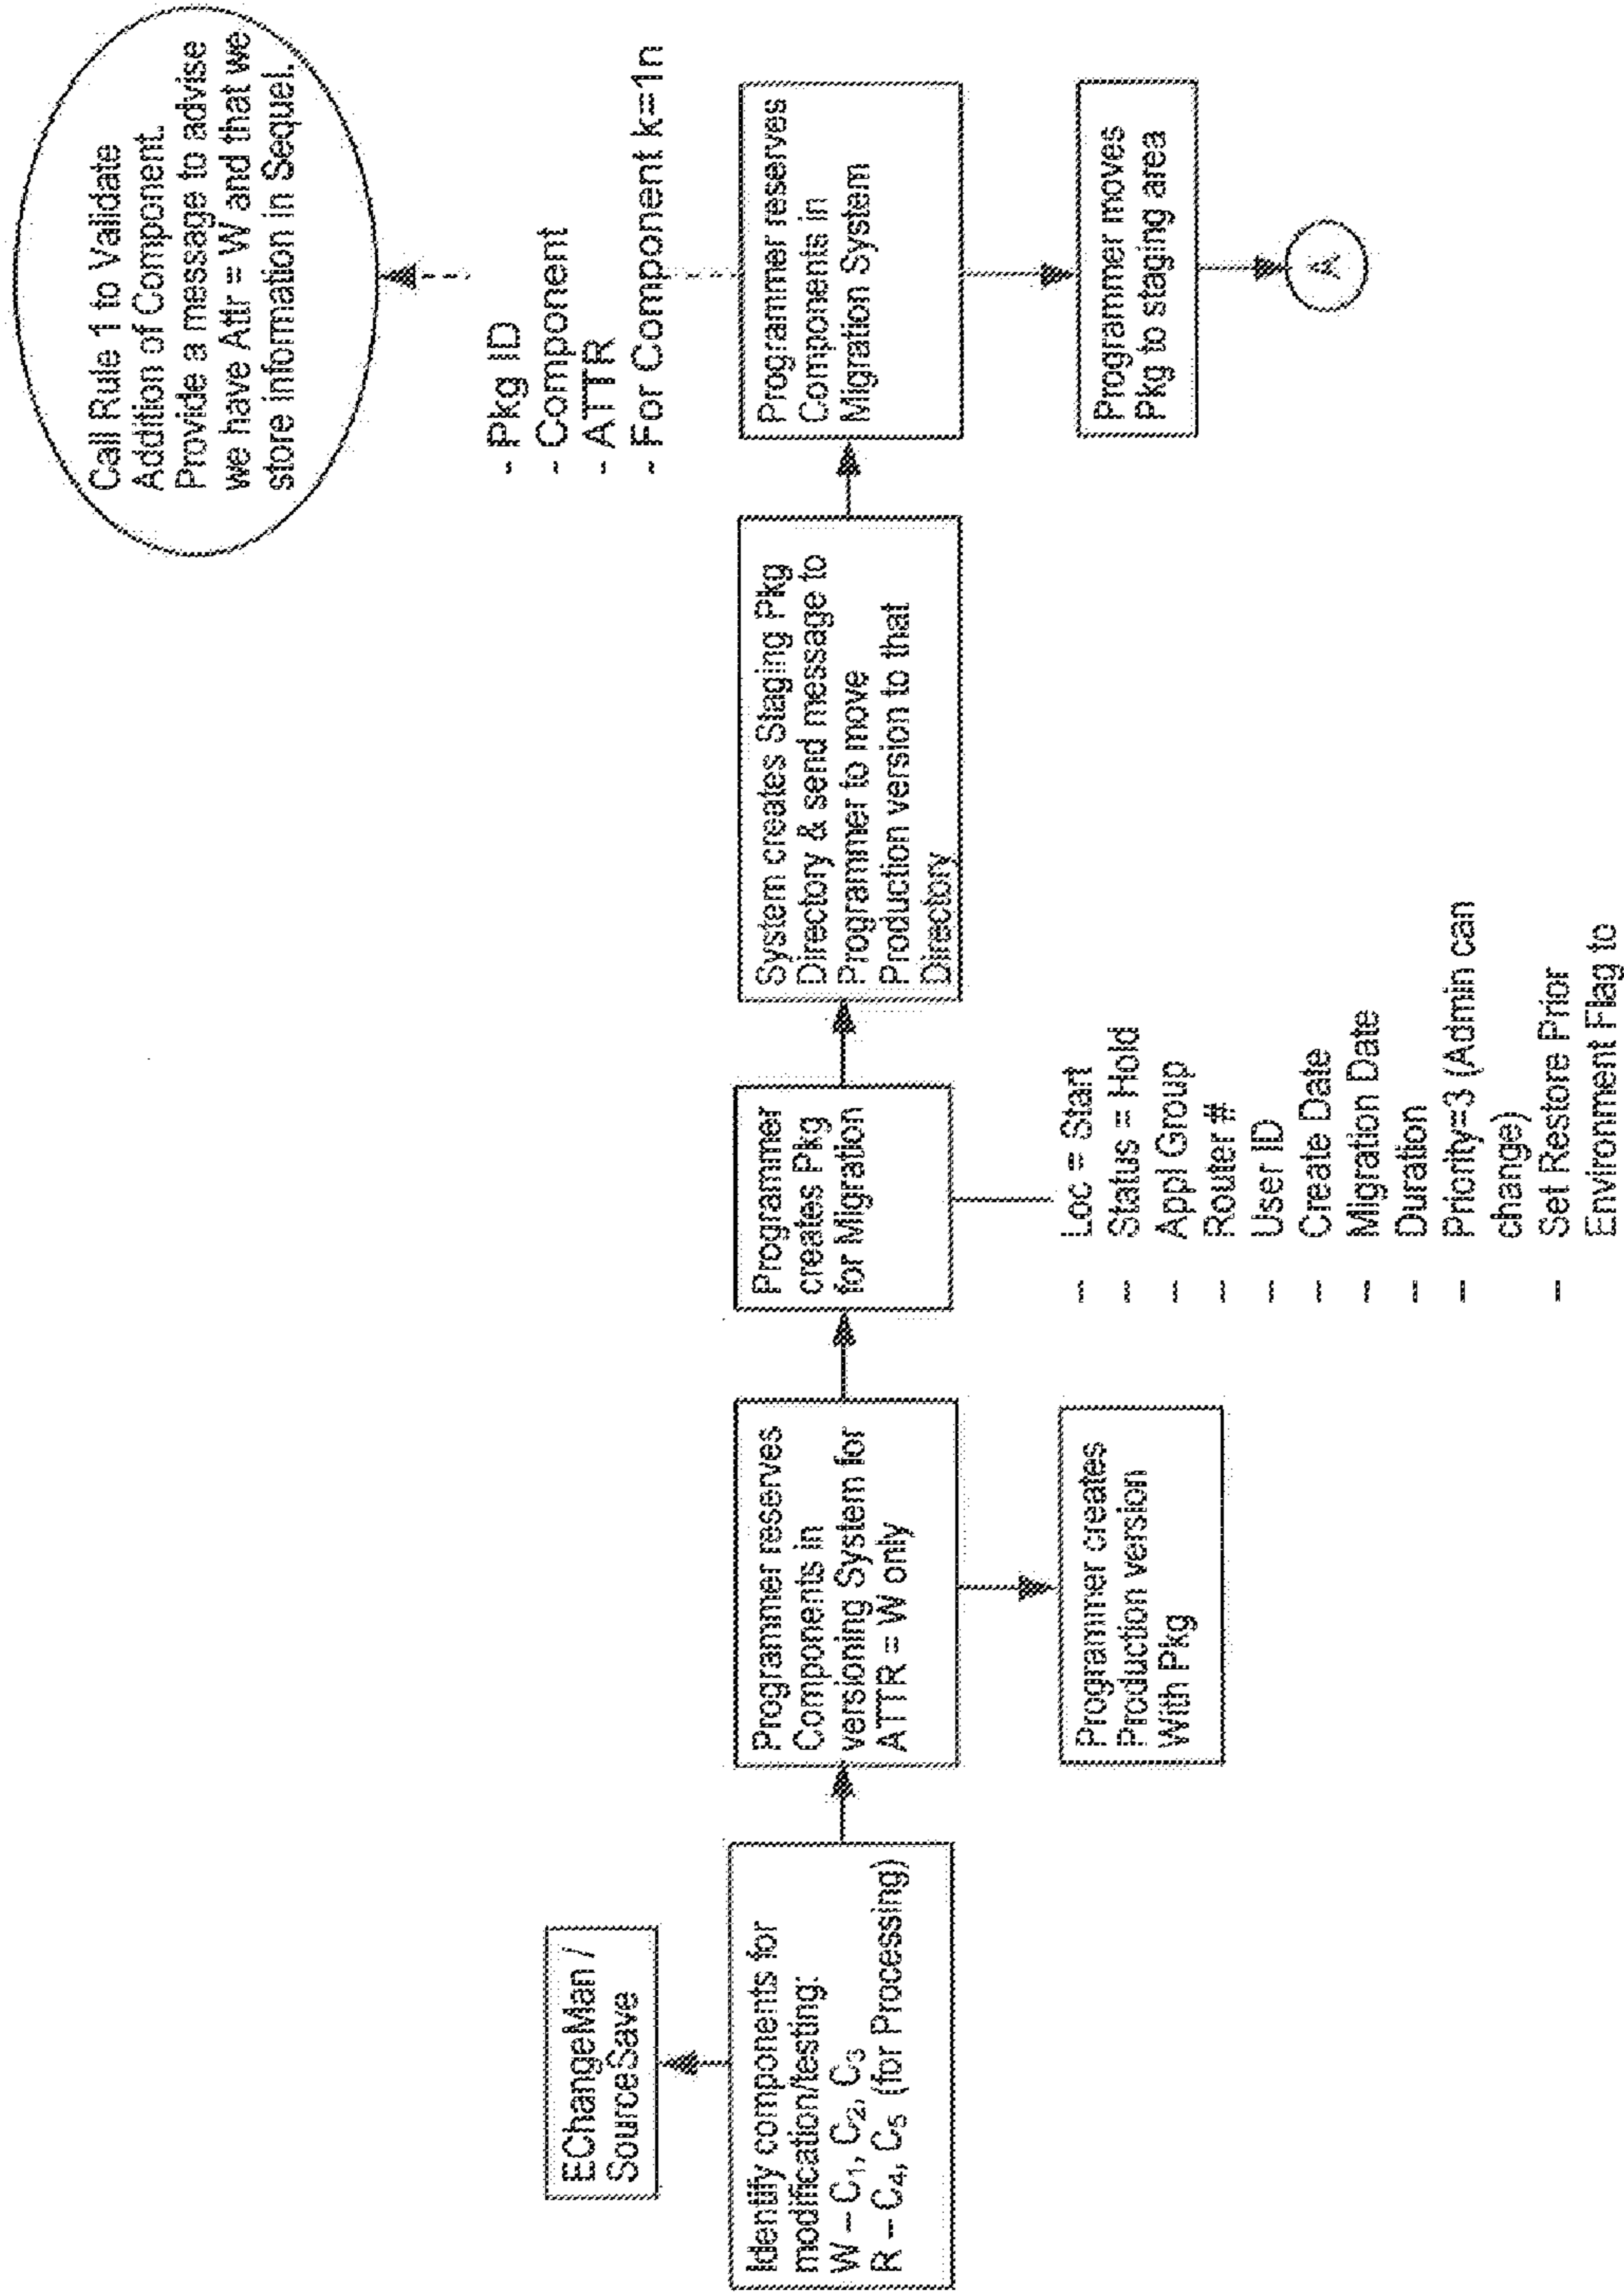 EChangeMan /
SourceSave
Identify components for
modification/testing:
W – C₁, C₂, C₃
R – C₄, C₅ (for Processing)
Programmer reserves
Components in
versioning System for
ATTR = W only
Programmer creates
Production version
With Pkg
Programmer
creates Pkg
for Migration
- Loc = Start
- Status = Hold
- Appl Group
- Router #
- User ID
- Create Date
- Migration Date
- Duration
- Priority=3 (Admin can
change)
- Set Restore Prior
Environment Flag to
System creates Staging Pkg
Directory & send message to
Programmer to move
Production version to that
Directory
Call Rule 1 to Validate
Addition of Component.
Provide a message to advise
we have Attr = W and that we
store information in Sequel.
- Pkg ID
- Component
- ATTR
- For Component k=1n
Programmer reserves
Components in
Migration System
Programmer moves
Pkg to staging area
A